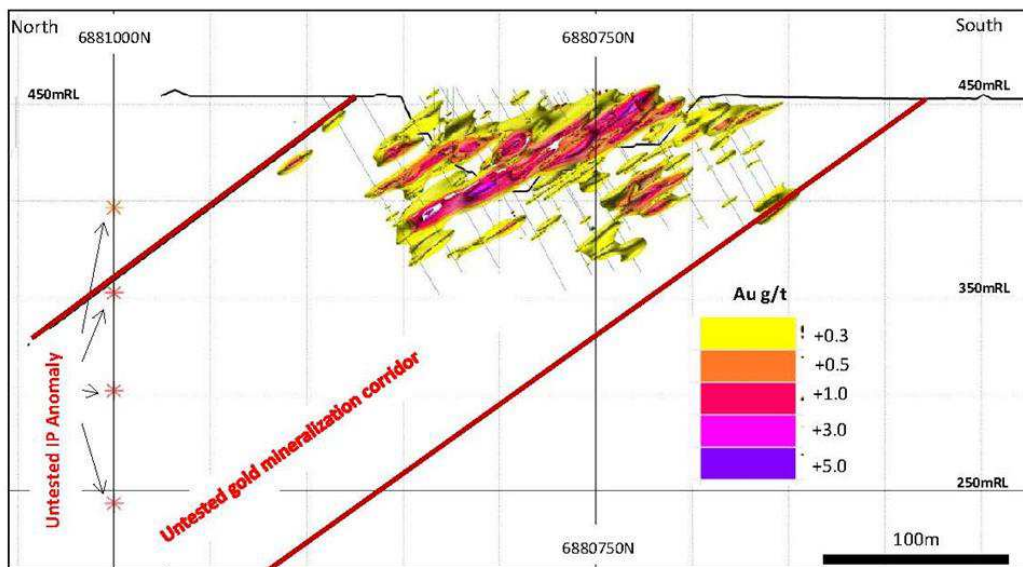 North
South
6881000N
6880750N
450mRL
450mRL
350mRL
250mRL
Untested IP Anomaly
Untested gold mineralization corridor
Au g/t
+0.3
+0.5
+1.0
+3.0
+5.0
6880750N
100m